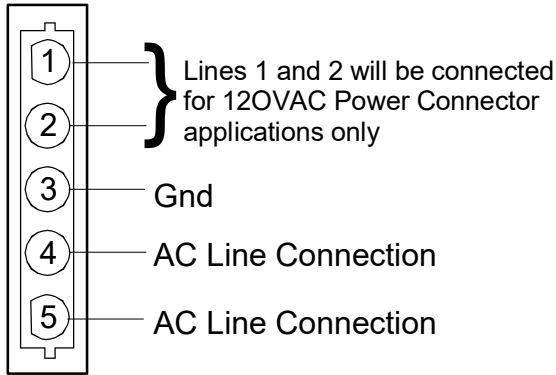 1
2
Lines 1 and 2 will be connected
for 12OVAC Power Connector
applications only
3 Gnd
4 AC Line Connection
5 AC Line Connection